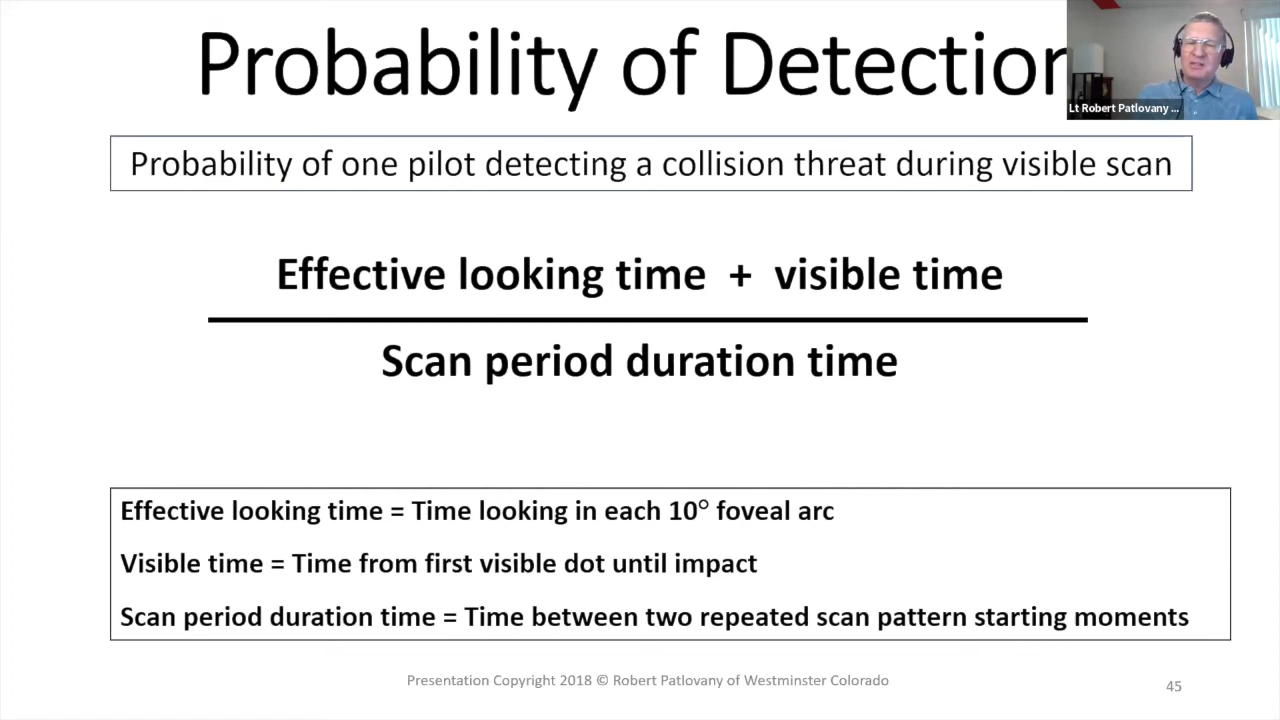 Probability of Detection
Lt Robert Patlovany ...
Probability of one pilot detecting a collision threat during visible scan
Effective looking time + visible time
Scan period duration time
Effective looking time = Time looking in each 10° foveal arc
Visible time = Time from first visible dot until impact
Scan period duration time = Time between two repeated scan pattern starting moments
Presentation Copyright 2018 © Robert Patlovany of Westminster Colorado
45